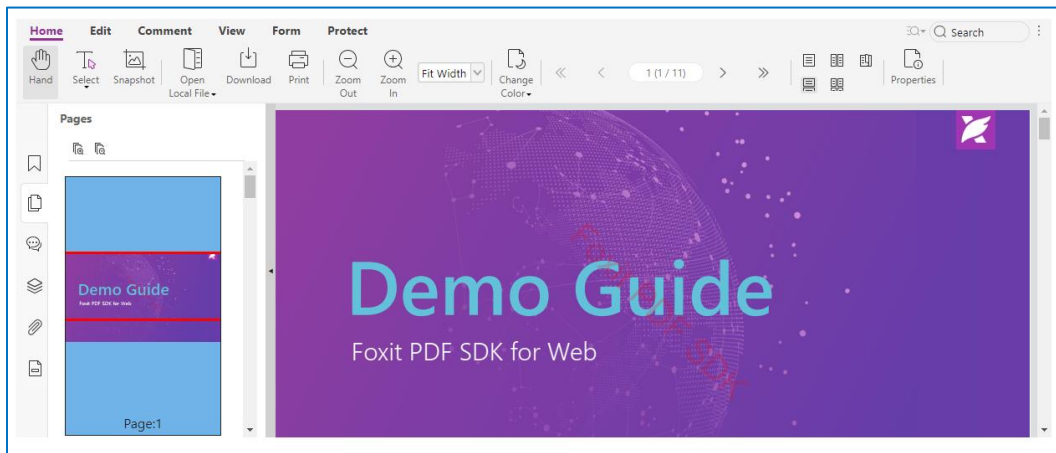 Home Edit Comment View Form Protect
Search
Hand Select Snapshot Open Local File Download Print Zoom Out Zoom In Fit Width Change Color 1 (1 / 11) Properties
Pages
Demo Guide
Foxit PDF SDK for Web
Page:1
Demo Guide
Foxit PDF SDK for Web